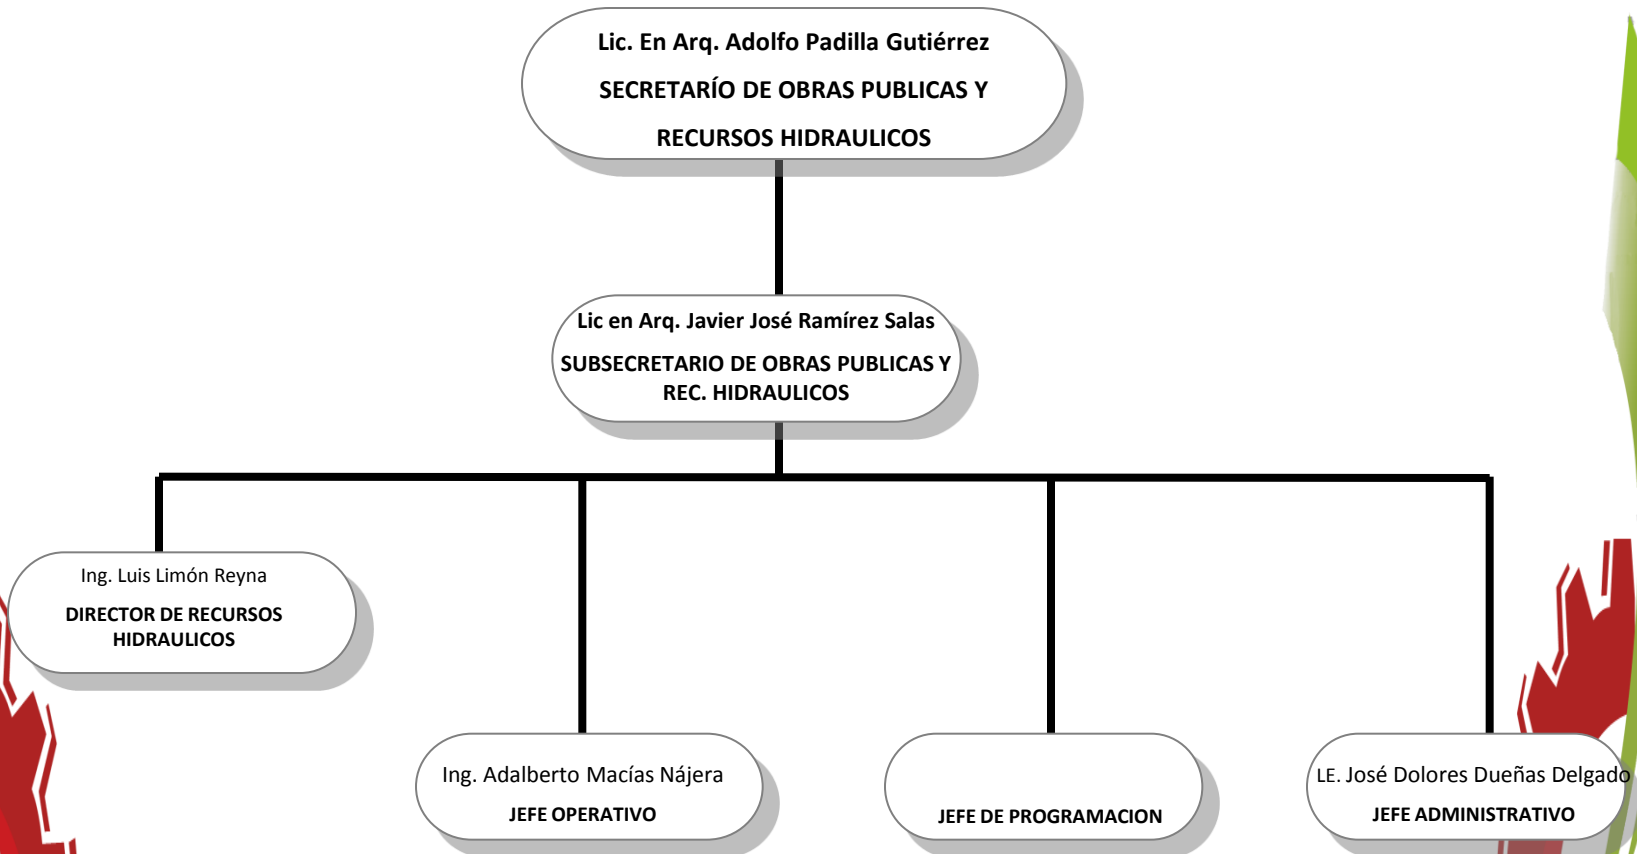 Lic. En Arq. Adolfo Padilla Gutiérrez
SECRETARÍO DE OBRAS PUBLICAS Y
RECURSOS HIDRAULICOS
Lic en Arq. Javier José Ramírez Salas
SUBSECRETARIO DE OBRAS PUBLICAS Y
REC. HIDRAULICOS
Ing. Luis Limón Reyna
DIRECTOR DE RECURSOS
HIDRAULICOS
Ing. Adalberto Macías Nájera
JEFE OPERATIVO
JEFE DE PROGRAMACION
LE. José Dolores Dueñas Delgado
JEFE ADMINISTRATIVO